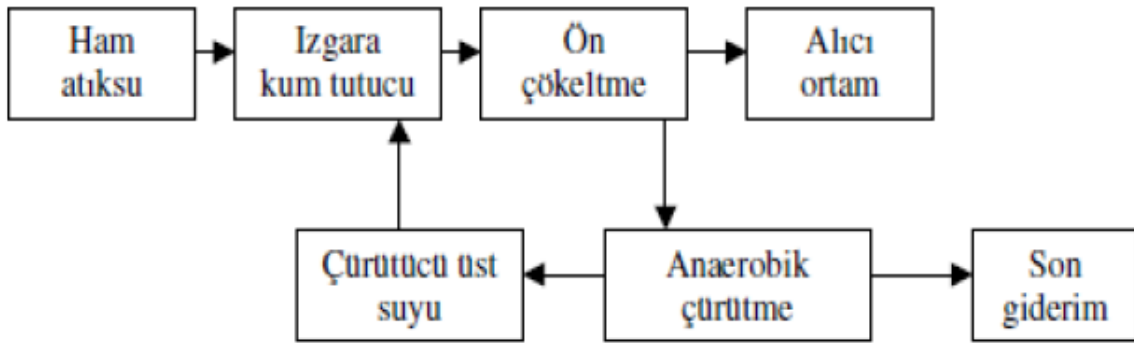 Ham
atıksu
Izgara
kum tutucu
Ön
çökeltme
Alıcı
ortam
Çürütücü üst
suyu
Anaerobik
çürütme
Son
giderim